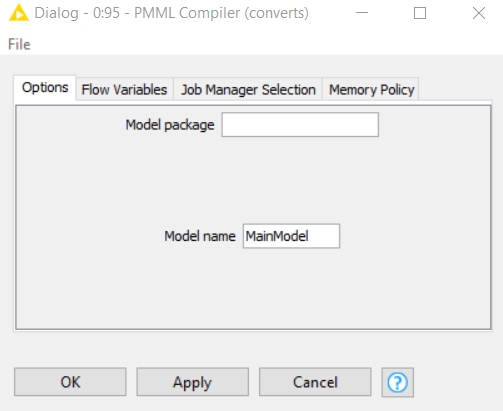 Dialog - 0:95 - PMML Compiler (converts)
File
Options Flow Variables Job Manager Selection Memory Policy
Model package
Model name MainModel
OK Apply Cancel ?